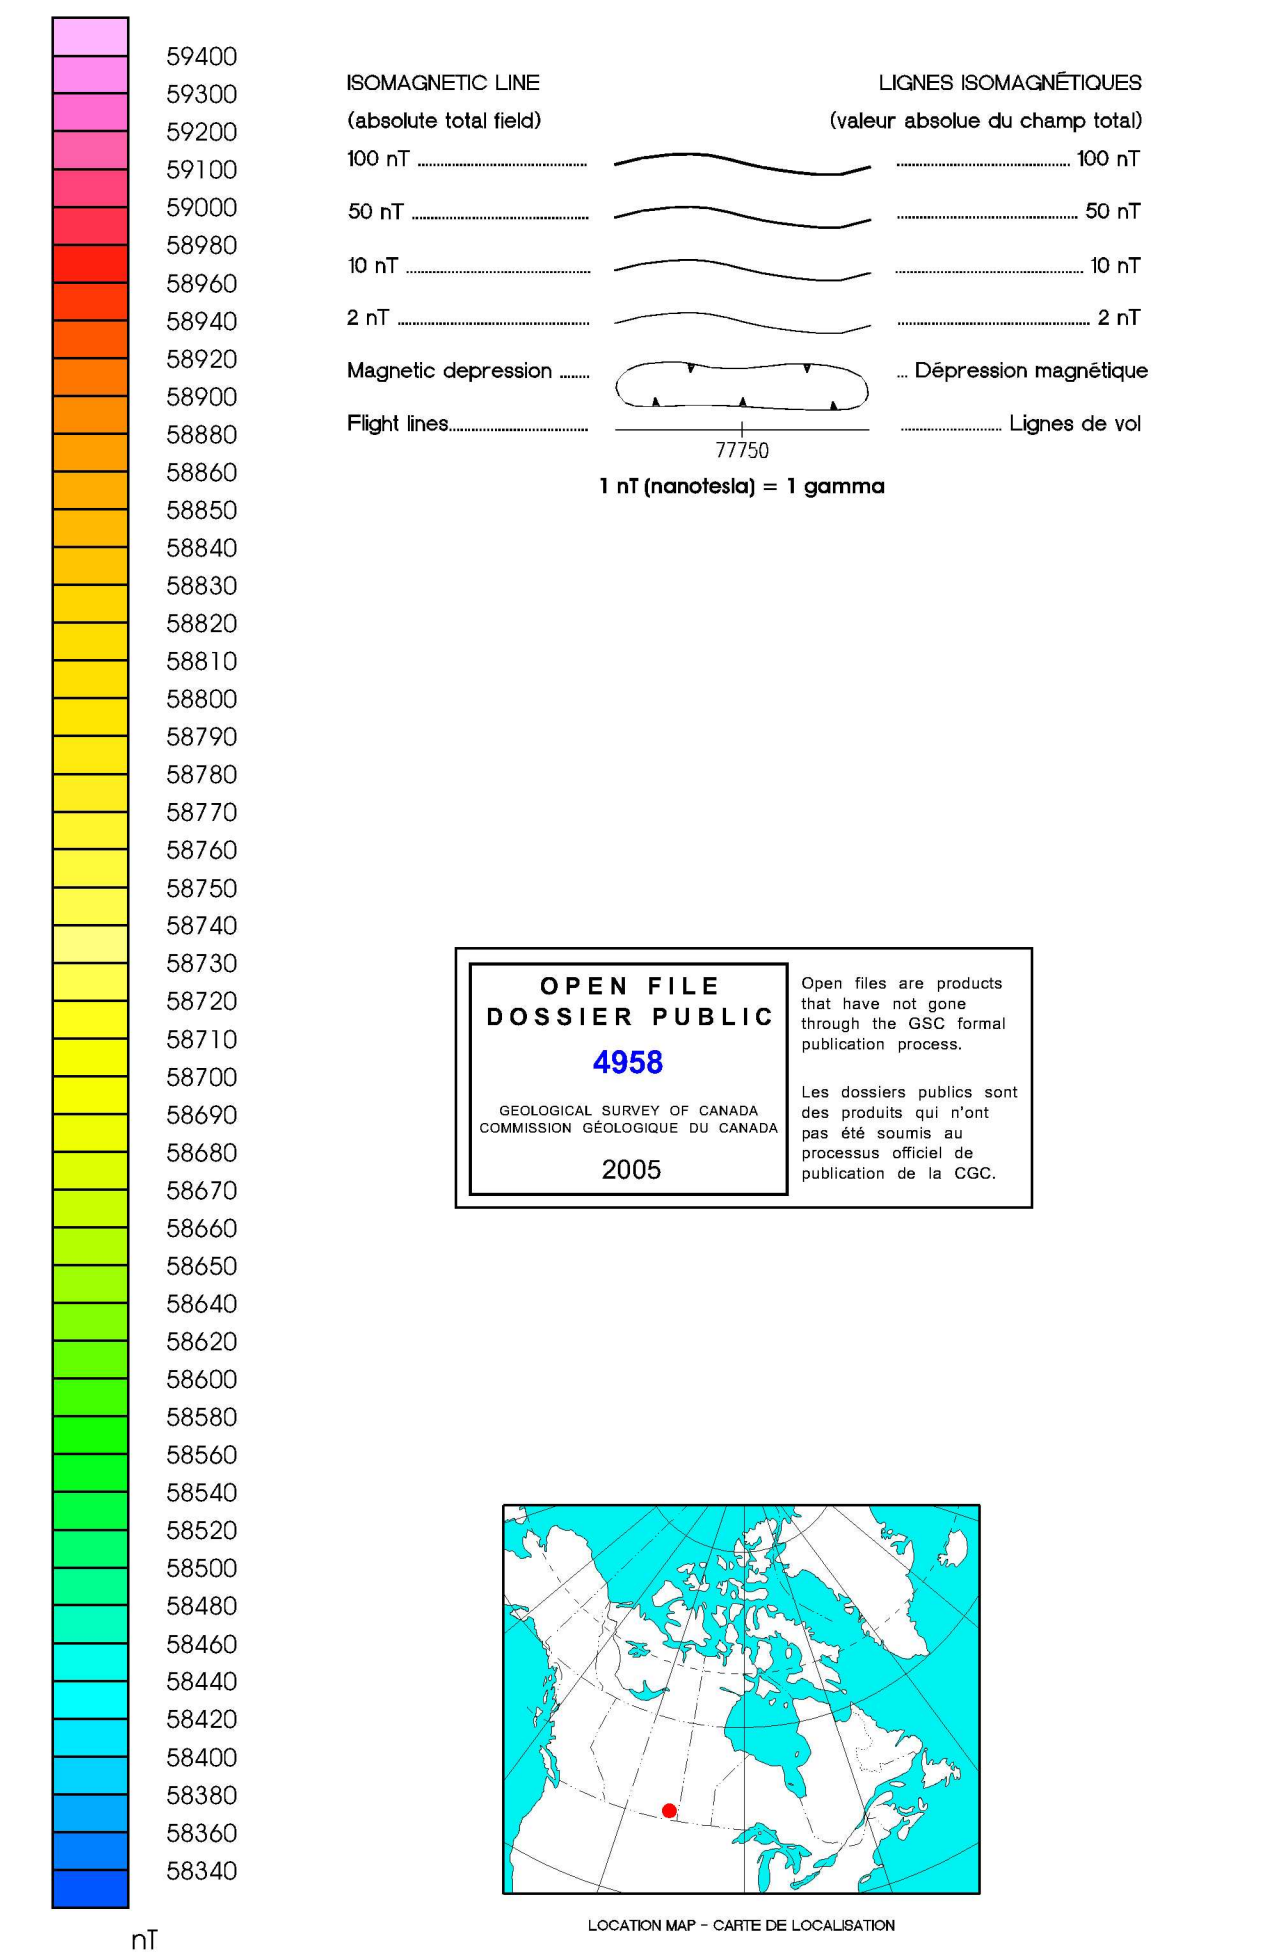 59400
59300
59200
59100
59000
58980
58960
58940
58920
58900
58880
58860
58850
58840
58830
58820
58810
58800
58790
58780
58770
58760
58750
58740
58730
58720
58710
58700
58690
58680
58670
58660
58650
58640
58620
58600
58580
58560
58540
58520
58500
58480
58460
58440
58420
58400
58380
58360
58340
nT
ISOMAGNETIC LINE LIGNES ISOMAGNÉTIQUES
(absolute total field) (valeur absolue du champ total)
100 nT 100 nT
50 nT 50 nT
10 nT 10 nT
2 nT 2 nT
Magnetic depression Dépression magnétique
Flight lines Lignes de vol
77750
1 nT (nanotesla) = 1 gamma
OPEN FILE
DOSSIER PUBLIC
4958
GEOLOGICAL SURVEY OF CANADA
COMMISSION GÉOLOGIQUE DU CANADA
2005
Open files are products
that have not gone
through the GSC formal
publication process.
Les dossiers publics sont
des produits qui n'ont
pas été soumis au
processus officiel de
publication de la CGC.
LOCATION MAP - CARTE DE LOCALISATION